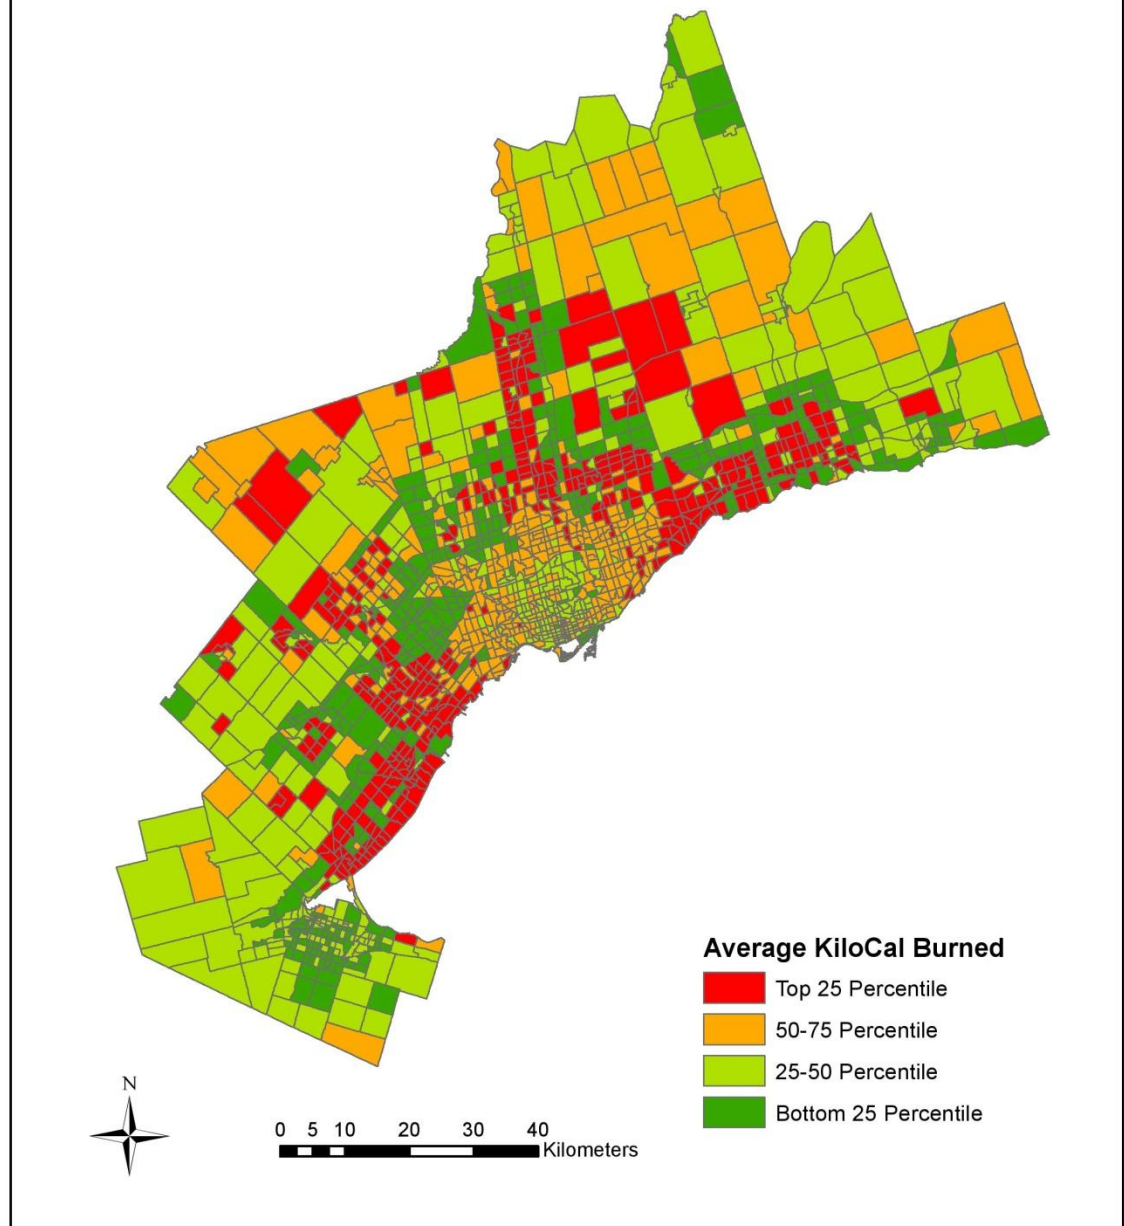 Average KiloCal Burned
Top 25 Percentile
50-75 Percentile
25-50 Percentile
Bottom 25 Percentile
N
0 5 10 20 30 40
Kilometers